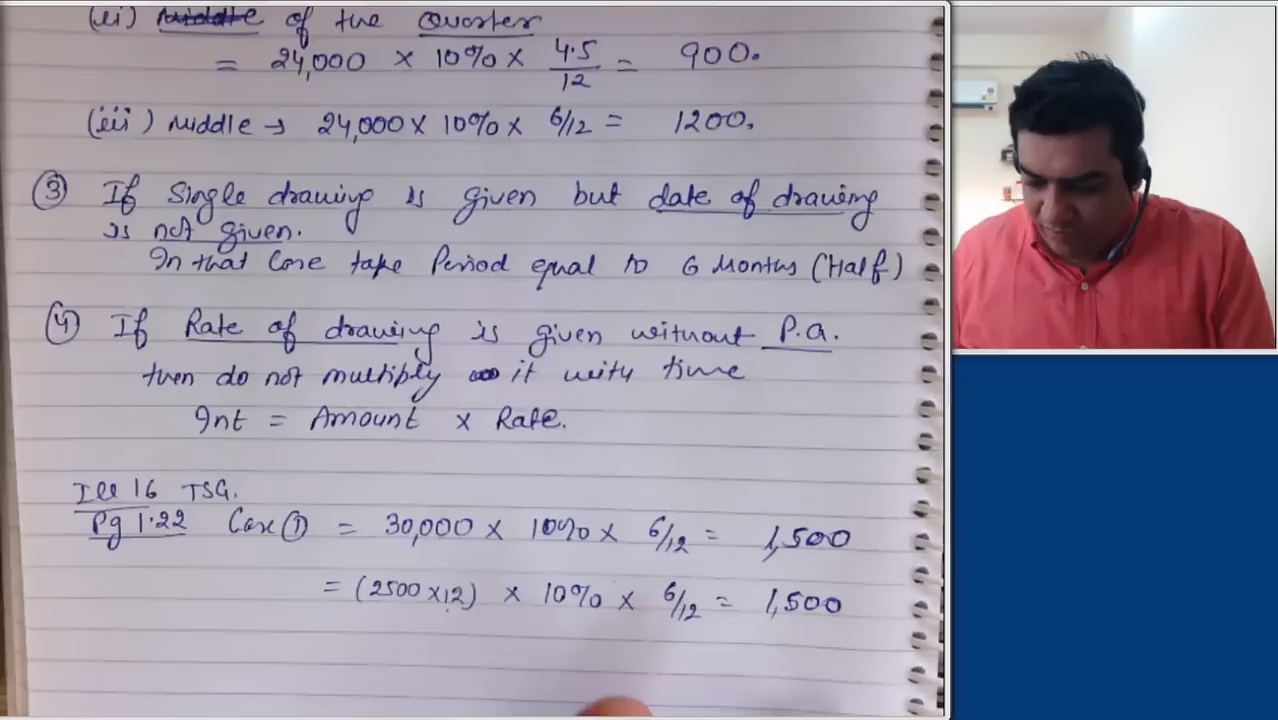 (ii) Middle of the Quarter
= 24,000 × 10% × 4.5/12 = 900.
(iii) Middle → 24,000 × 10% × 6/12 = 1200.
(3) If Single drawing is given but date of drawing
is not given.
In that Case take Period equal to 6 Months (Half)
(4) If Rate of drawing is given without P.a.
then do not multiply it with time
Int = Amount × Rate.
Ill 16 TSG.
Pg 1.22 Case (1) = 30,000 × 10% × 6/12 = 1,500
= (2500 × 12) × 10% × 6/12 = 1,500